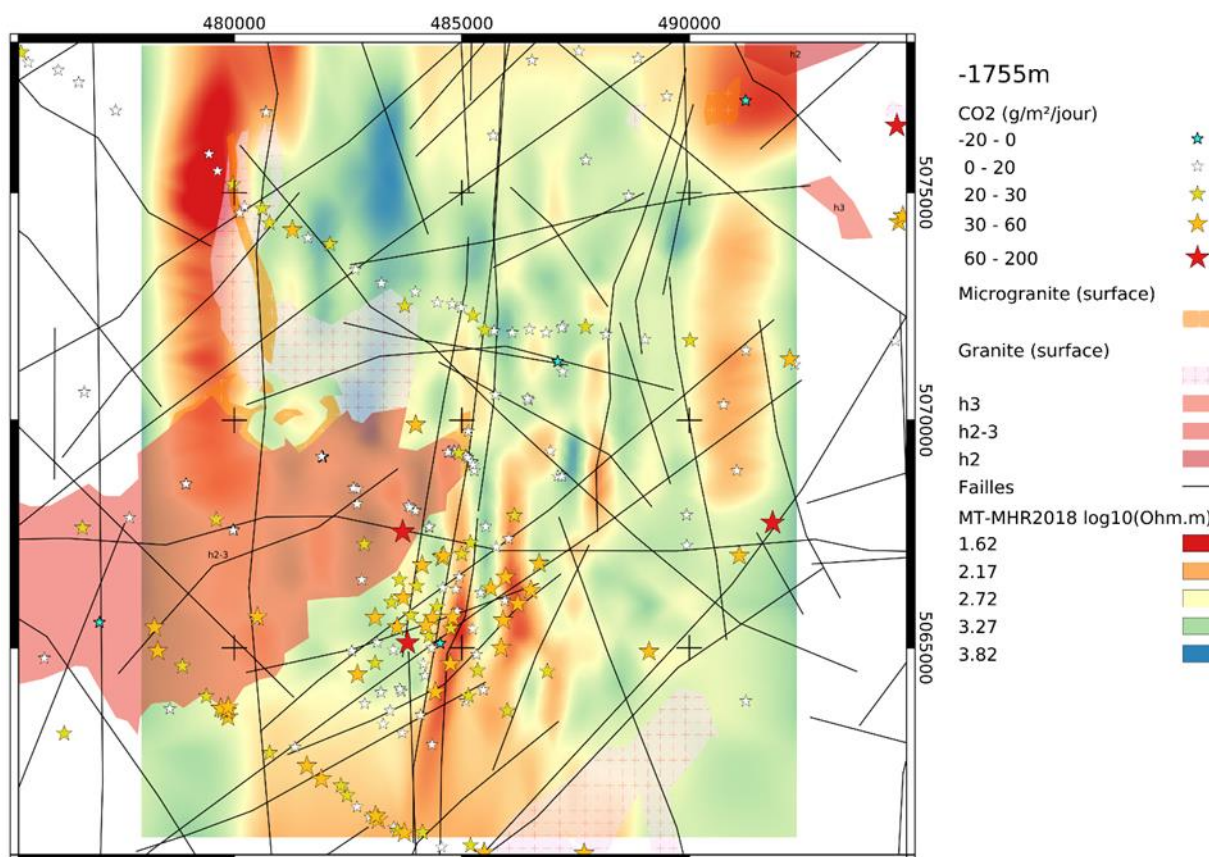 480000
485000
490000
5075000
5070000
5065000
h2
h3
h2-3
-1755m
CO2 (g/m²/jour)
-20 - 0
0 - 20
20 - 30
30 - 60
60 - 200
Microgranite (surface)
Granite (surface)
h3
h2-3
h2
Failles
MT-MHR2018 log10(Ohm.m)
1.62
2.17
2.72
3.27
3.82